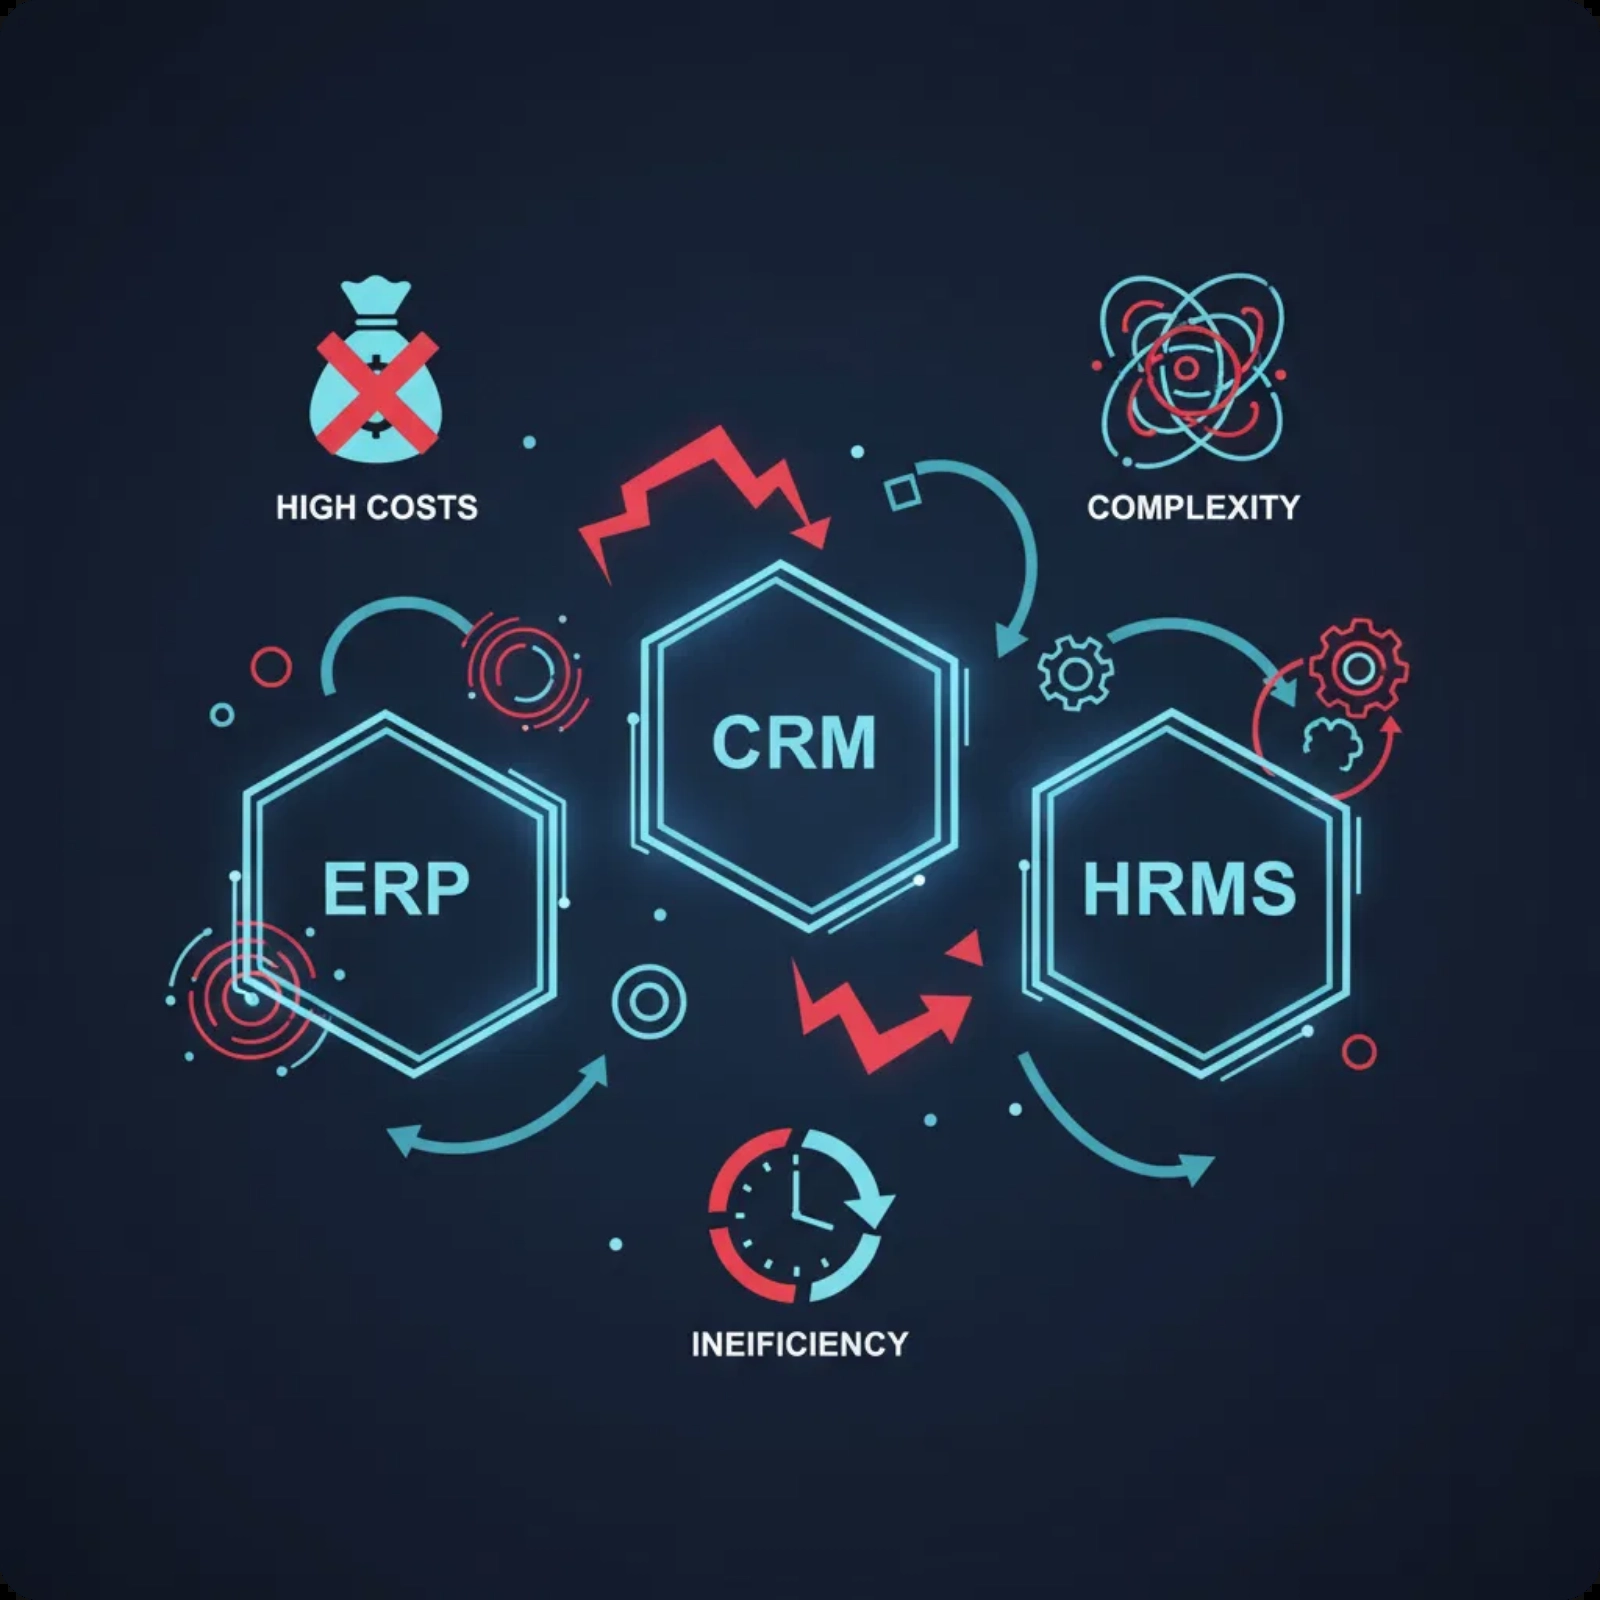 HIGH COSTS
COMPLEXITY
CRM
ERP
HRMS
INEIFICIENCY